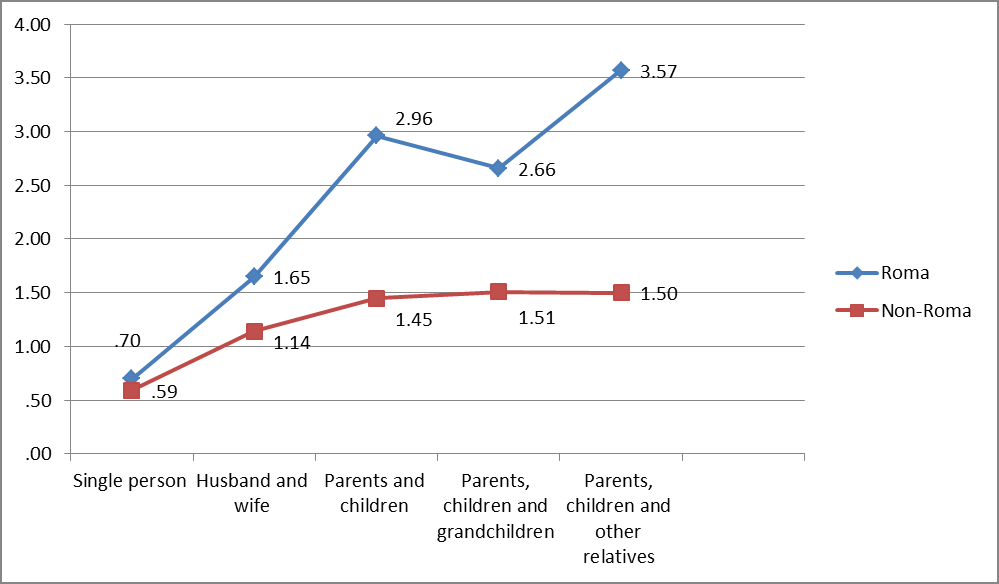 4.00
3.50
3.00
2.50
2.00
1.50
1.00
.50
.00
.70
1.65
2.96
2.66
3.57
.59
1.14
1.45
1.51
1.50
Single person
Husband and
wife
Parents and
children
Parents,
children and
grandchildren
Parents,
children and
other
relatives
Roma
Non-Roma